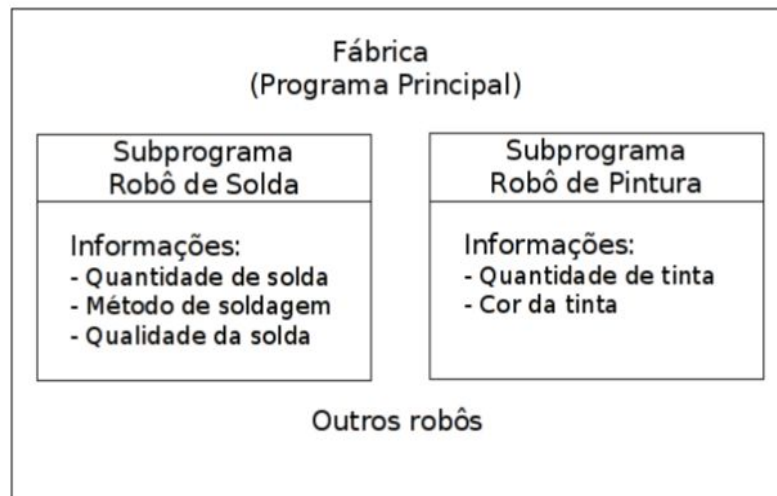 Fábrica
(Programa Principal)
Subprograma
Robô de Solda
Informações:
- Quantidade de solda
- Método de soldagem
- Qualidade da solda
Subprograma
Robô de Pintura
Informações:
- Quantidade de tinta
- Cor da tinta
Outros robôs